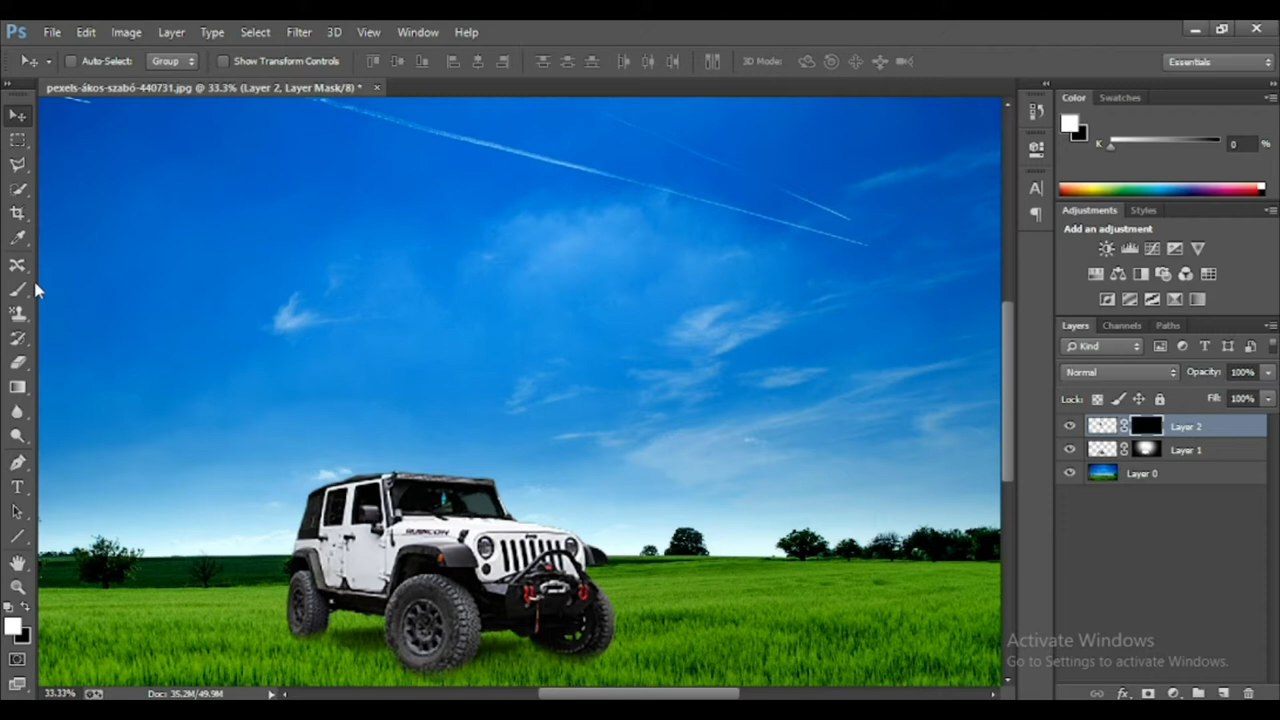 Ps File Edit Image Layer Type Select Filter 3D View Window Help
Auto-Select: Group Show Transform Controls 3D Mode: Essentials
pexels-ákos-szabó-440731.jpg @ 33.3% (Layer 2, Layer Mask/8) *
Color Swatches
K 0 %
Adjustments Styles
Add an adjustment
Layers Channels Paths
Kind
Normal Opacity: 100%
Lock: Fill: 100%
Layer 2
Layer 1
Layer 0
RUBICON
Activate Windows
Go to Settings to activate Windows.
33.33% Doc: 35.2M/49.9M